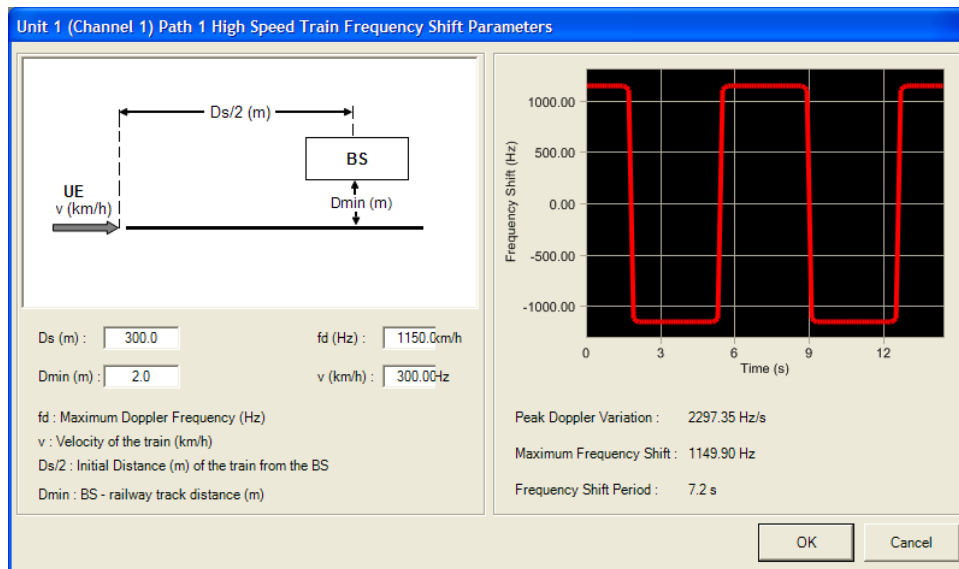 Unit 1 (Channel 1) Path 1 High Speed Train Frequency Shift Parameters
Ds/2 (m)
BS
UE
v (km/h)
Dmin (m)
Ds (m) : 300.0 fd (Hz) : 1150.0 km/h
Dmin (m) : 2.0 v (km/h) : 300.00 Hz
fd : Maximum Doppler Frequency (Hz)
v : Velocity of the train (km/h)
Ds/2 : Initial Distance (m) of the train from the BS
Dmin : BS - railway track distance (m)
Frequency Shift (Hz)
1000.00
500.00
0.00
-500.00
-1000.00
0 3 6 9 12
Time (s)
Peak Doppler Variation : 2297.35 Hz/s
Maximum Frequency Shift : 1149.90 Hz
Frequency Shift Period : 7.2 s
OK Cancel